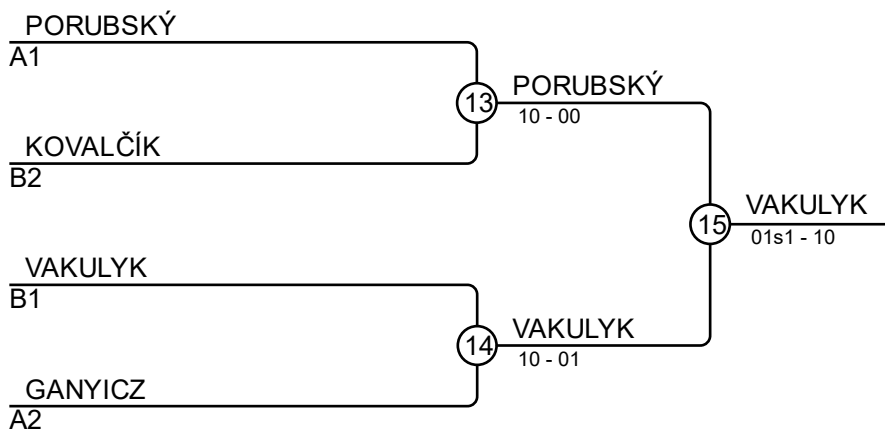 PORUBSKÝ
A1
13
PORUBSKÝ
10 - 00
KOVALČÍK
B2
15
VAKULYK
01s1 - 10
VAKULYK
B1
14
VAKULYK
10 - 01
GANYICZ
A2